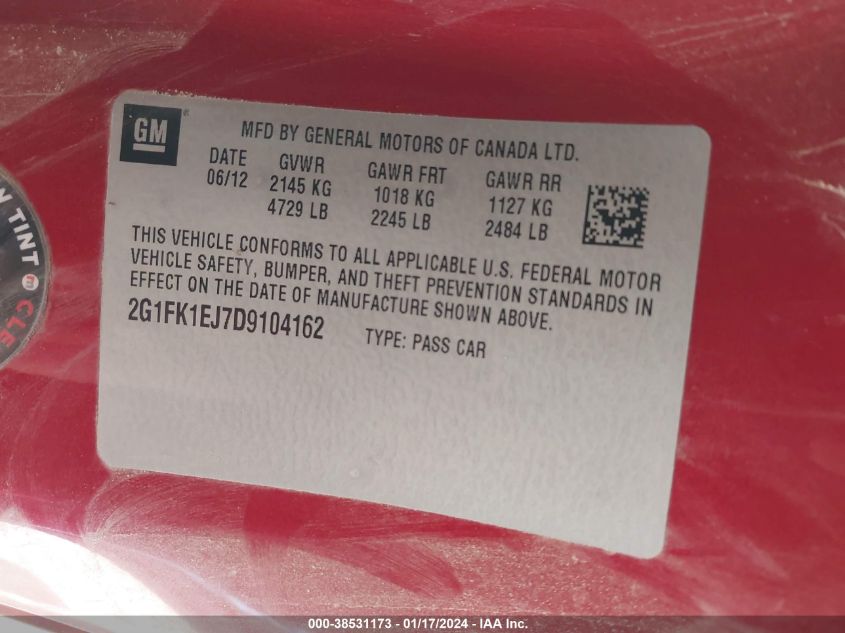 GM
MFD BY GENERAL MOTORS OF CANADA LTD.
DATE GVWR GAWR FRT GAWR RR
06/12 2145 KG 1018 KG 1127 KG
4729 LB 2245 LB 2484 LB
THIS VEHICLE CONFORMS TO ALL APPLICABLE U.S. FEDERAL MOTOR
VEHICLE SAFETY, BUMPER, AND THEFT PREVENTION STANDARDS IN
EFFECT ON THE DATE OF MANUFACTURE SHOWN ABOVE.
2G1FK1EJ7D9104162 TYPE: PASS CAR
TINT
000-38531173 - 01/17/2024 - IAA Inc.